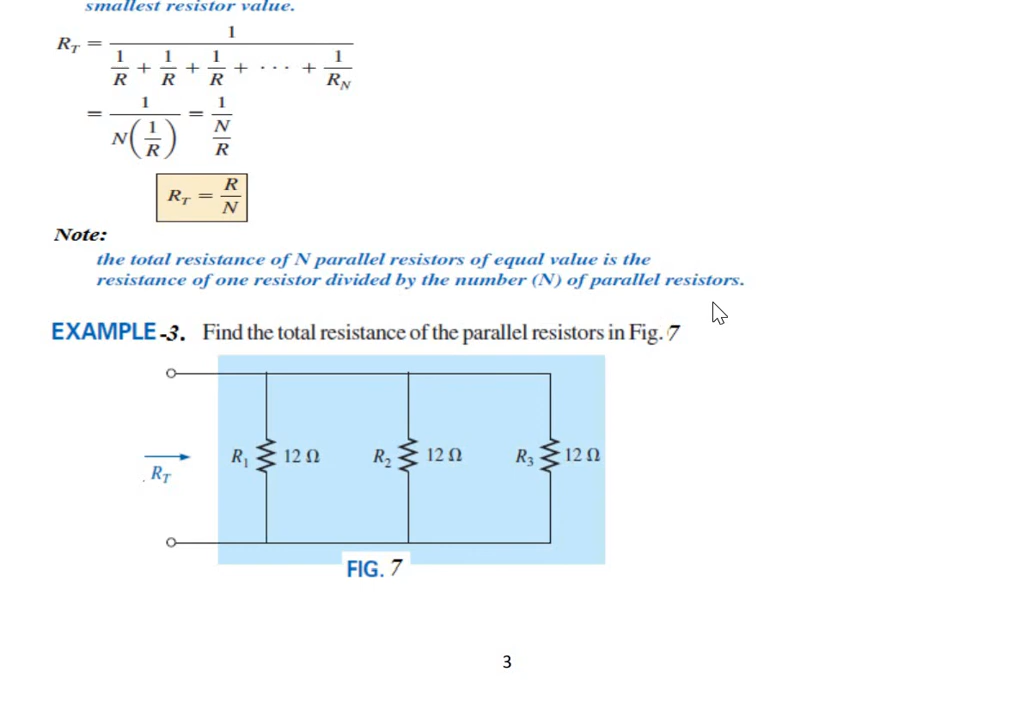 smallest resistor value.
R_T = 1 / (1/R + 1/R + 1/R + · · · + 1/R_N)
= 1 / N(1/R) = 1 / (N/R)
R_T = R/N
Note:
the total resistance of N parallel resistors of equal value is the
resistance of one resistor divided by the number (N) of parallel resistors.
EXAMPLE-3. Find the total resistance of the parallel resistors in Fig. 7
R_1 12 Ω R_2 12 Ω R_3 12 Ω
R_T
FIG. 7
3